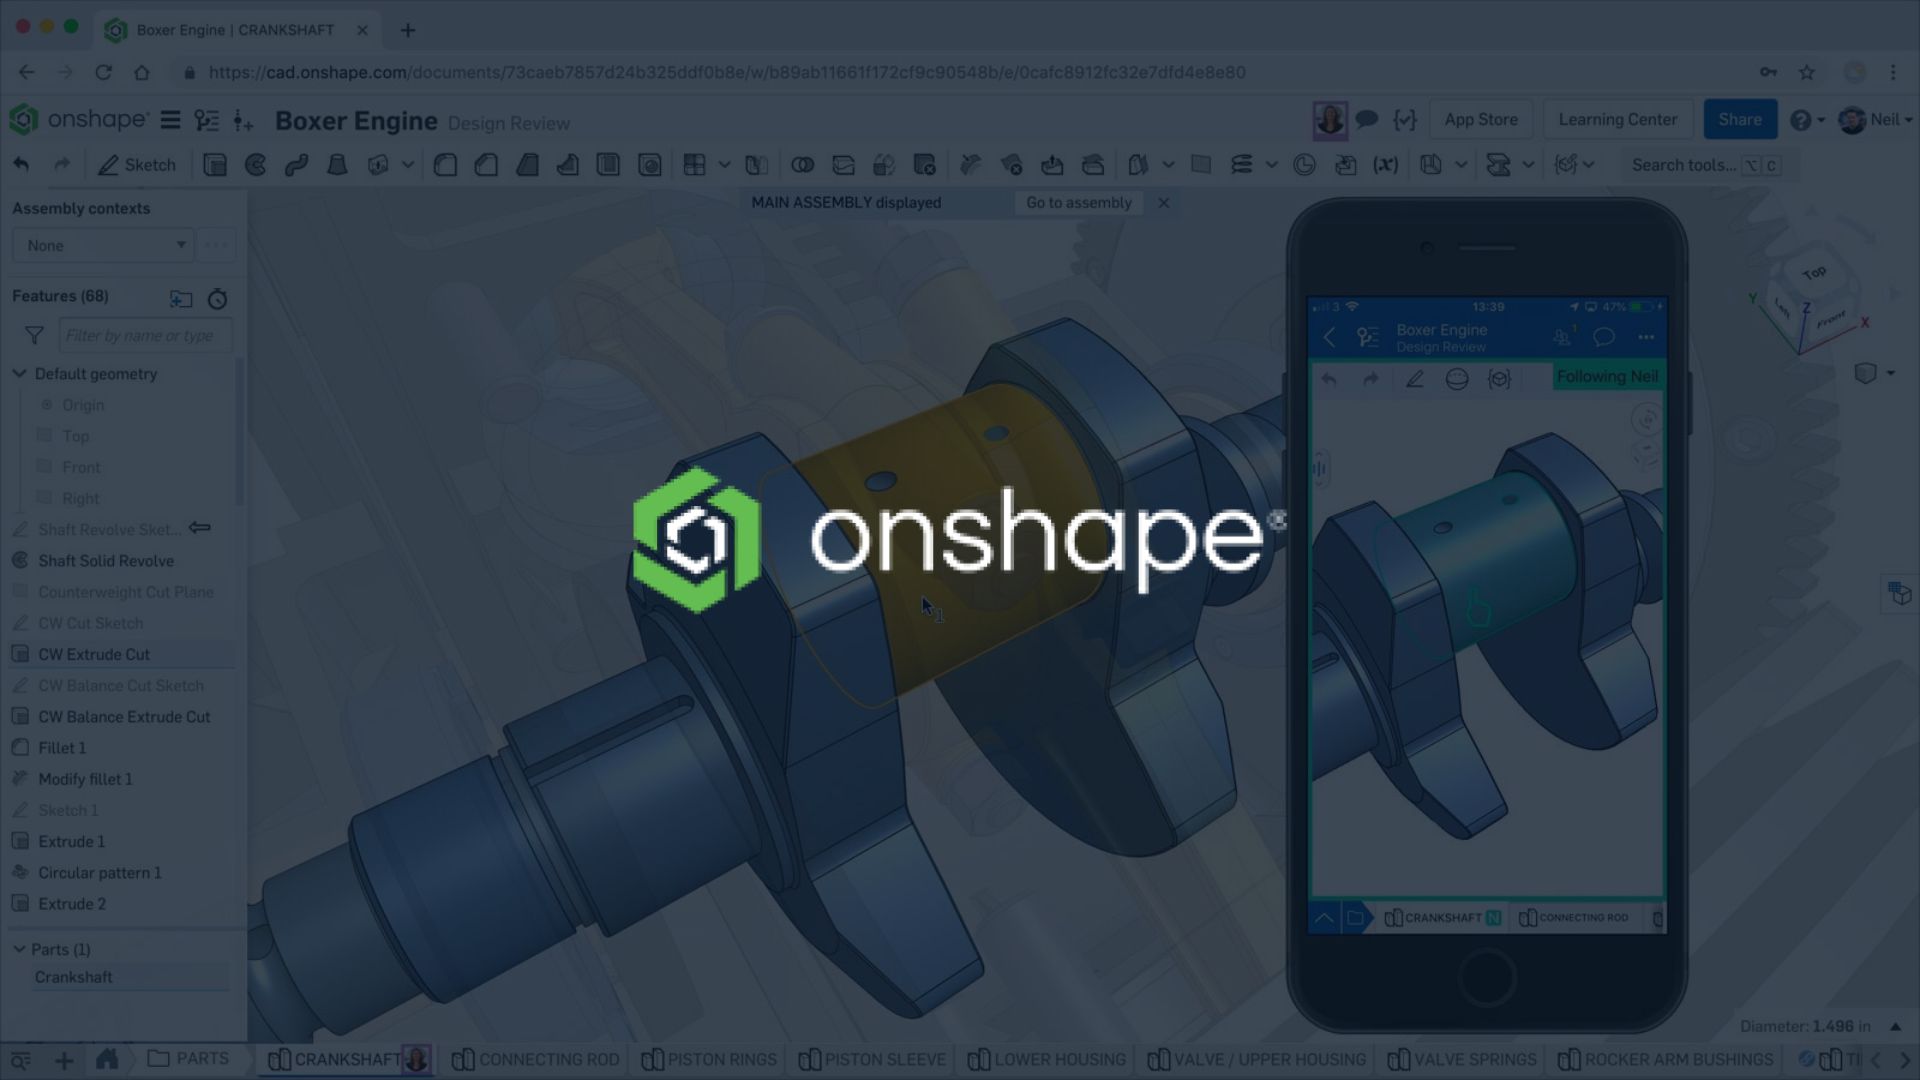 Boxer Engine | CRANKSHAFT
https://cad.onshape.com/documents/73caeb7857d24b325ddf0b8e/w/b89ab11661f172cf9c90548b/e/0cafc8912fc32e7dfd4e8e80
onshape
Boxer Engine Design Review
App Store
Learning Center
Share
Neil
Sketch
Search tools... ⌥ C
Assembly contexts
None
MAIN ASSEMBLY displayed
Go to assembly
Features (68)
Filter by name or type
Default geometry
Origin
Top
Front
Right
Shaft Revolve Sket...
Shaft Solid Revolve
Counterweight Cut Plane
CW Cut Sketch
CW Extrude Cut
CW Balance Cut Sketch
CW Balance Extrude Cut
Fillet 1
Modify fillet 1
Sketch 1
Extrude 1
Circular pattern 1
Extrude 2
Parts (1)
Crankshaft
onshape®
1
3
13:39
47%
Boxer Engine
Design Review
1
Following Neil
CRANKSHAFT N
CONNECTING ROD
Top
Left
Front
Z
Y
X
Diameter: 1.496 in
PARTS
CRANKSHAFT
CONNECTING ROD
PISTON RINGS
PISTON SLEEVE
LOWER HOUSING
VALVE / UPPER HOUSING
VALVE SPRINGS
ROCKER ARM BUSHINGS
TI